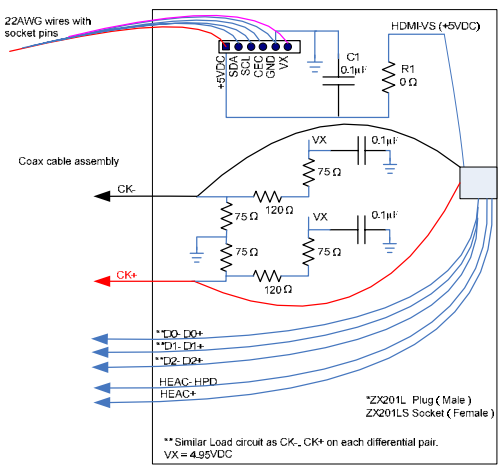 22AWG wires with
socket pins
HDMI-VS (+5VDC)
+5VDC
SDA
SCL
CEC
GND
VX
C1
0.1µF
R1
0 Ω
Coax cable assembly
VX
0.1µF
75 Ω
CK-
120 Ω
75 Ω
VX
0.1µF
75 Ω
75 Ω
CK+
120 Ω
**D0- D0+
**D1- D1+
**D2- D2+
HEAC- HPD
HEAC+
*ZX201L Plug ( Male )
ZX201LS Socket ( Female )
**Similar Load circuit as CK-, CK+ on each differential pair.
VX = 4.95VDC